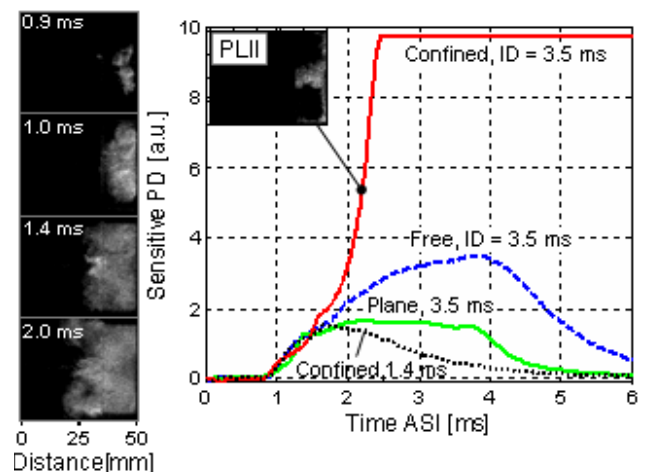 0.9 ms
1.0 ms
1.4 ms
2.0 ms
0 25 50
Distance[mm]
Sensitive PD [a.u.]
10
8
6
4
2
0
PLII
Confined, ID = 3.5 ms
Free, ID = 3.5 ms
Plane, 3.5 ms
Confined,1.4 ms
0 1 2 3 4 5 6
Time ASI [ms]